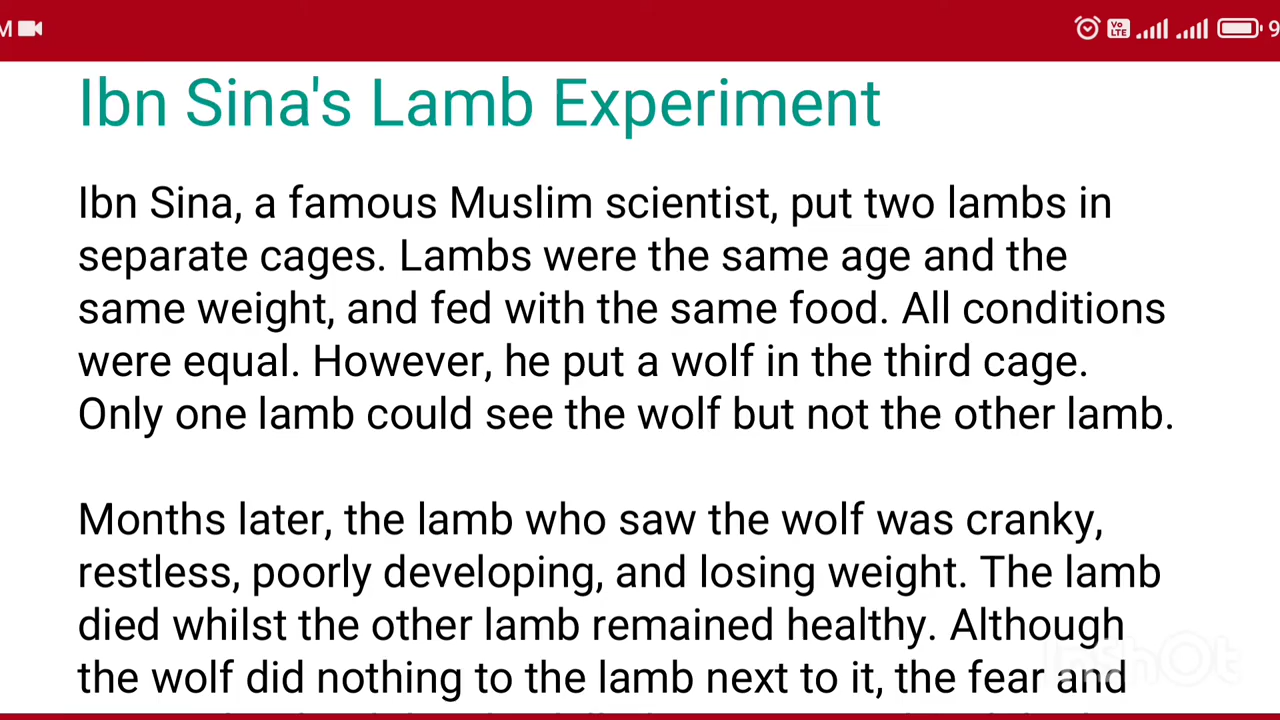 M
Vo
LTE
9
Ibn Sina's Lamb Experiment
Ibn Sina, a famous Muslim scientist, put two lambs in
separate cages. Lambs were the same age and the
same weight, and fed with the same food. All conditions
were equal. However, he put a wolf in the third cage.
Only one lamb could see the wolf but not the other lamb.
Months later, the lamb who saw the wolf was cranky,
restless, poorly developing, and losing weight. The lamb
died whilst the other lamb remained healthy. Although
the wolf did nothing to the lamb next to it, the fear and
InShOt